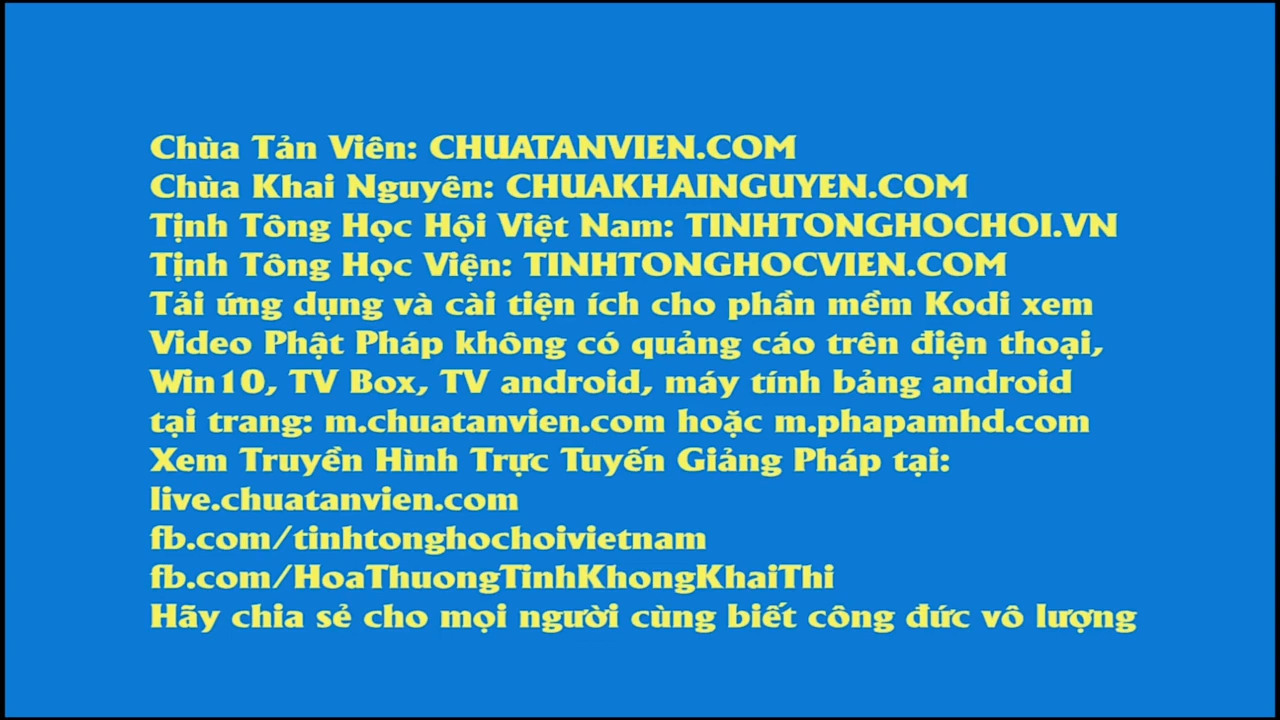 Chùa Tản Viên: CHUATANVIEN.COM
Chùa Khai Nguyên: CHUAKHAINGUYEN.COM
Tịnh Tông Học Hội Việt Nam: TINHTONGHOCHOI.VN
Tịnh Tông Học Viện: TINHTONGHOCVIEN.COM
Tải ứng dụng và cài tiện ích cho phần mềm Kodi xem
Video Phật Pháp không có quảng cáo trên điện thoại,
Win10, TV Box, TV android, máy tính bảng android
tại trang: m.chuatanvien.com hoặc m.phapamhd.com
Xem Truyền Hình Trực Tuyến Giảng Pháp tại:
live.chuatanvien.com
fb.com/tinhtonghochoivietnam
fb.com/HoaThuongTinhKhongKhaiThi
Hãy chia sẻ cho mọi người cùng biết công đức vô lượng